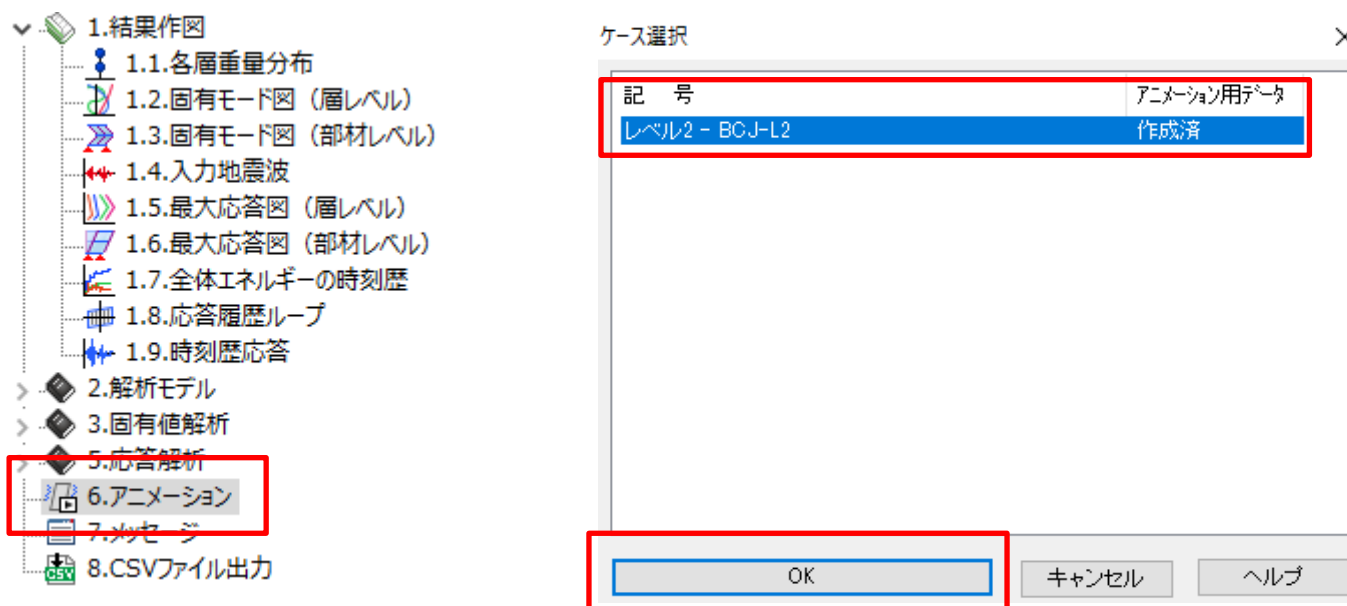 1.結果作図
1.1.各層重量分布
1.2.固有モード図（層レベル）
1.3.固有モード図（部材レベル）
1.4.入力地震波
1.5.最大応答図（層レベル）
1.6.最大応答図（部材レベル）
1.7.全体エネルギーの時刻歴
1.8.応答履歴ループ
1.9.時刻歴応答
2.解析モデル
3.固有値解析
5.応答解析
6.アニメーション
7.メッセージ
CSV 8.CSVファイル出力
ケース選択
記　号 ｱﾆﾒｰｼｮﾝ用ﾃﾞｰﾀ
レベル2 - BCJ-L2 作成済
OK キャンセル ヘルプ